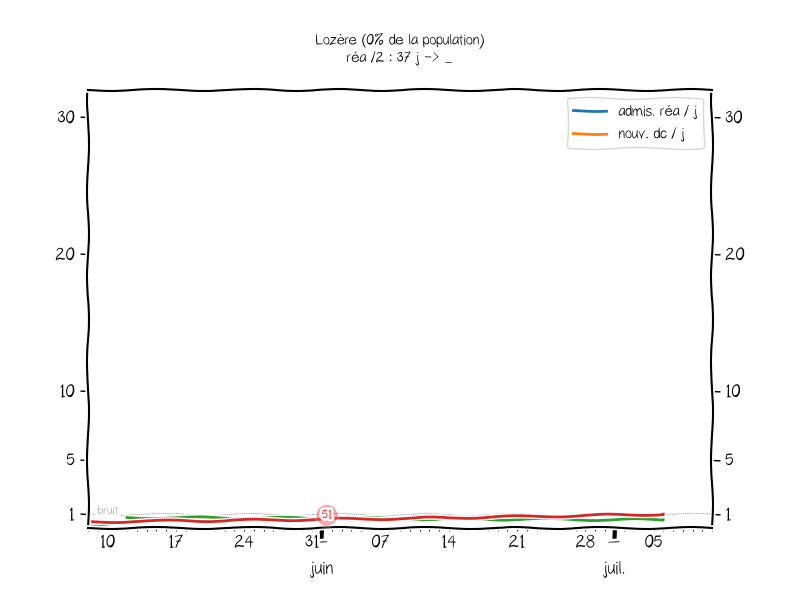 Lozère (0% de la population)
réa /2 : 37 j -> _
admis. réa / j
nouv. dc / j
30 30
20 20
10 10
5 5
bruit
51
1 1
10 17 24 31 07 14 21 28 05
juin juil.